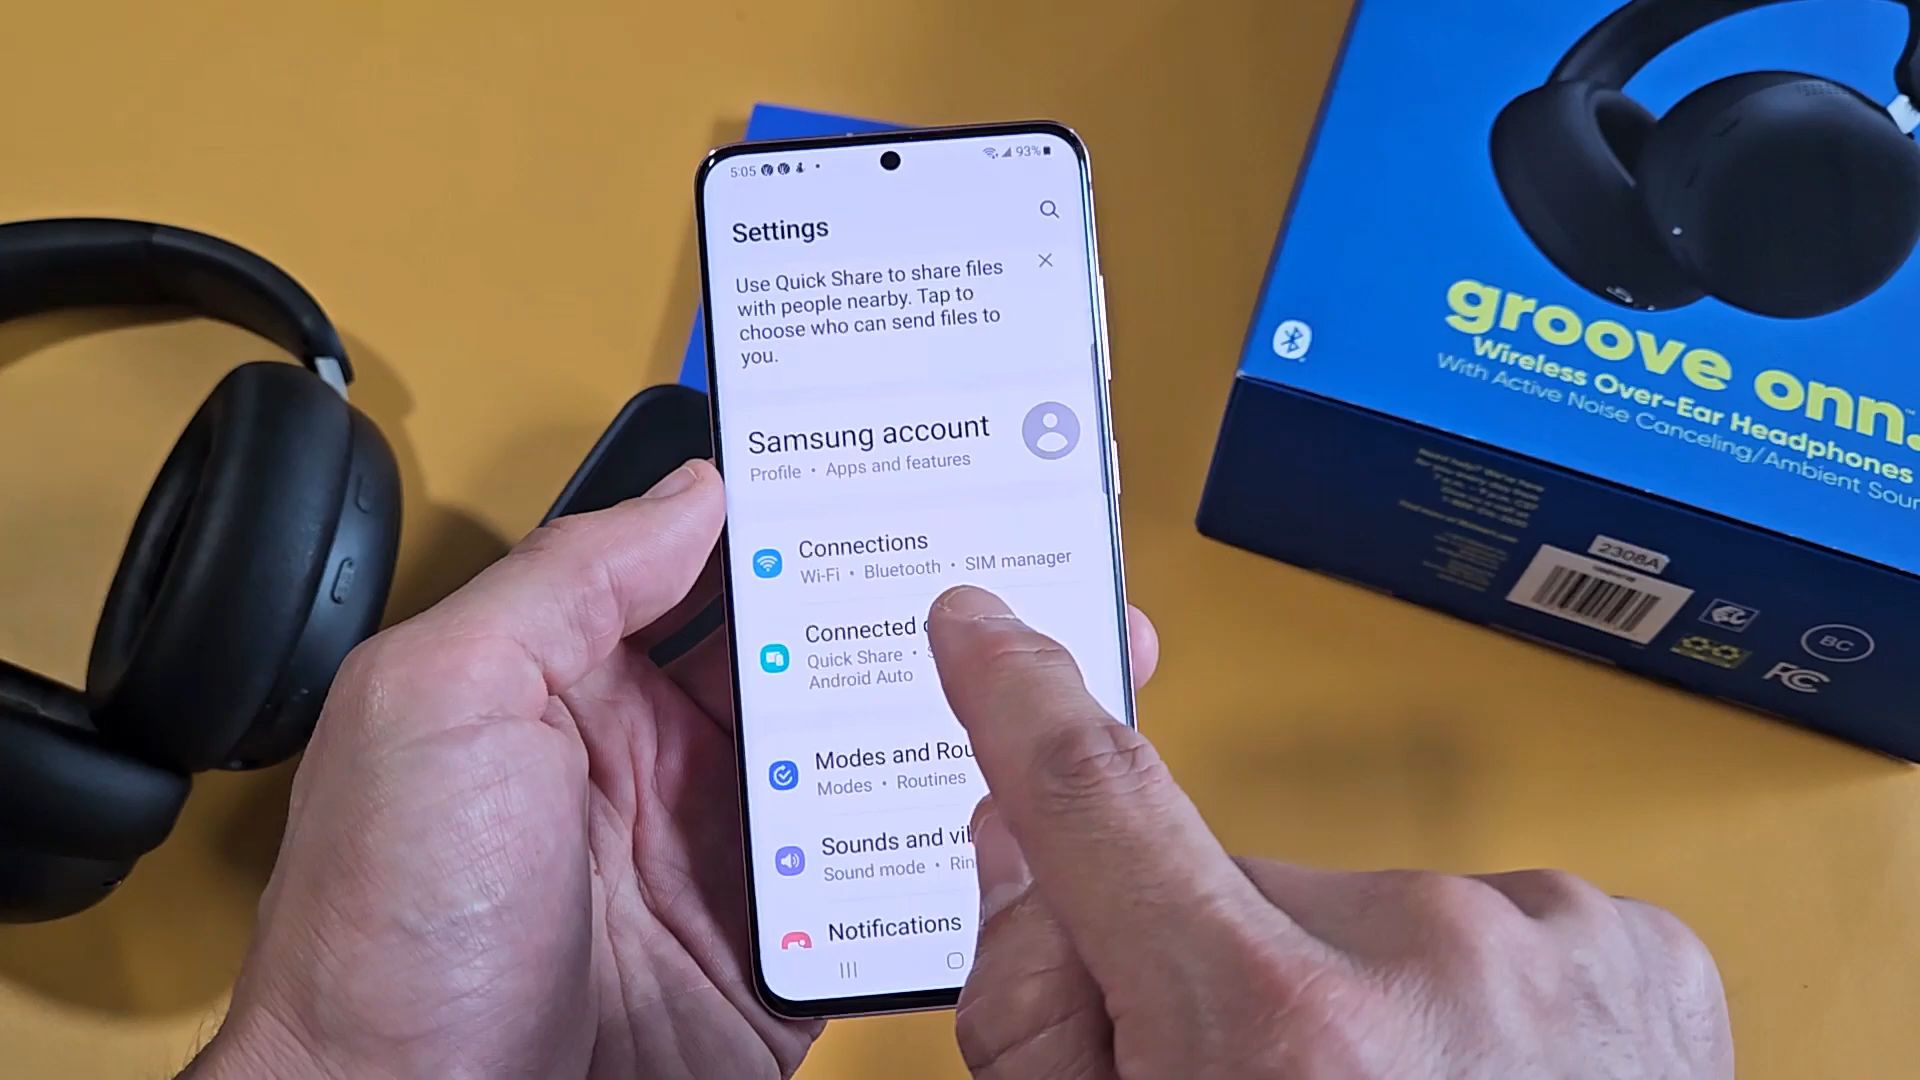 5:05
93%
Settings
Use Quick Share to share files
with people nearby. Tap to
choose who can send files to
you.
Samsung account
Profile • Apps and features
Connections
Wi-Fi • Bluetooth • SIM manager
Connected
Quick Share •
Android Auto
Modes and Rou
Modes • Routines
Sounds and vib
Sound mode • Rin
Notifications
groove onn™
Wireless Over-Ear Headphones
With Active Noise Canceling/Ambient Soun
2308A
BC
FC